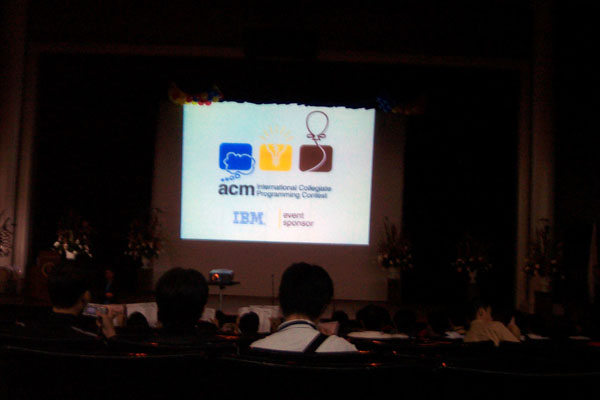 acm International Collegiate
Programming Contest
IBM. event
sponsor